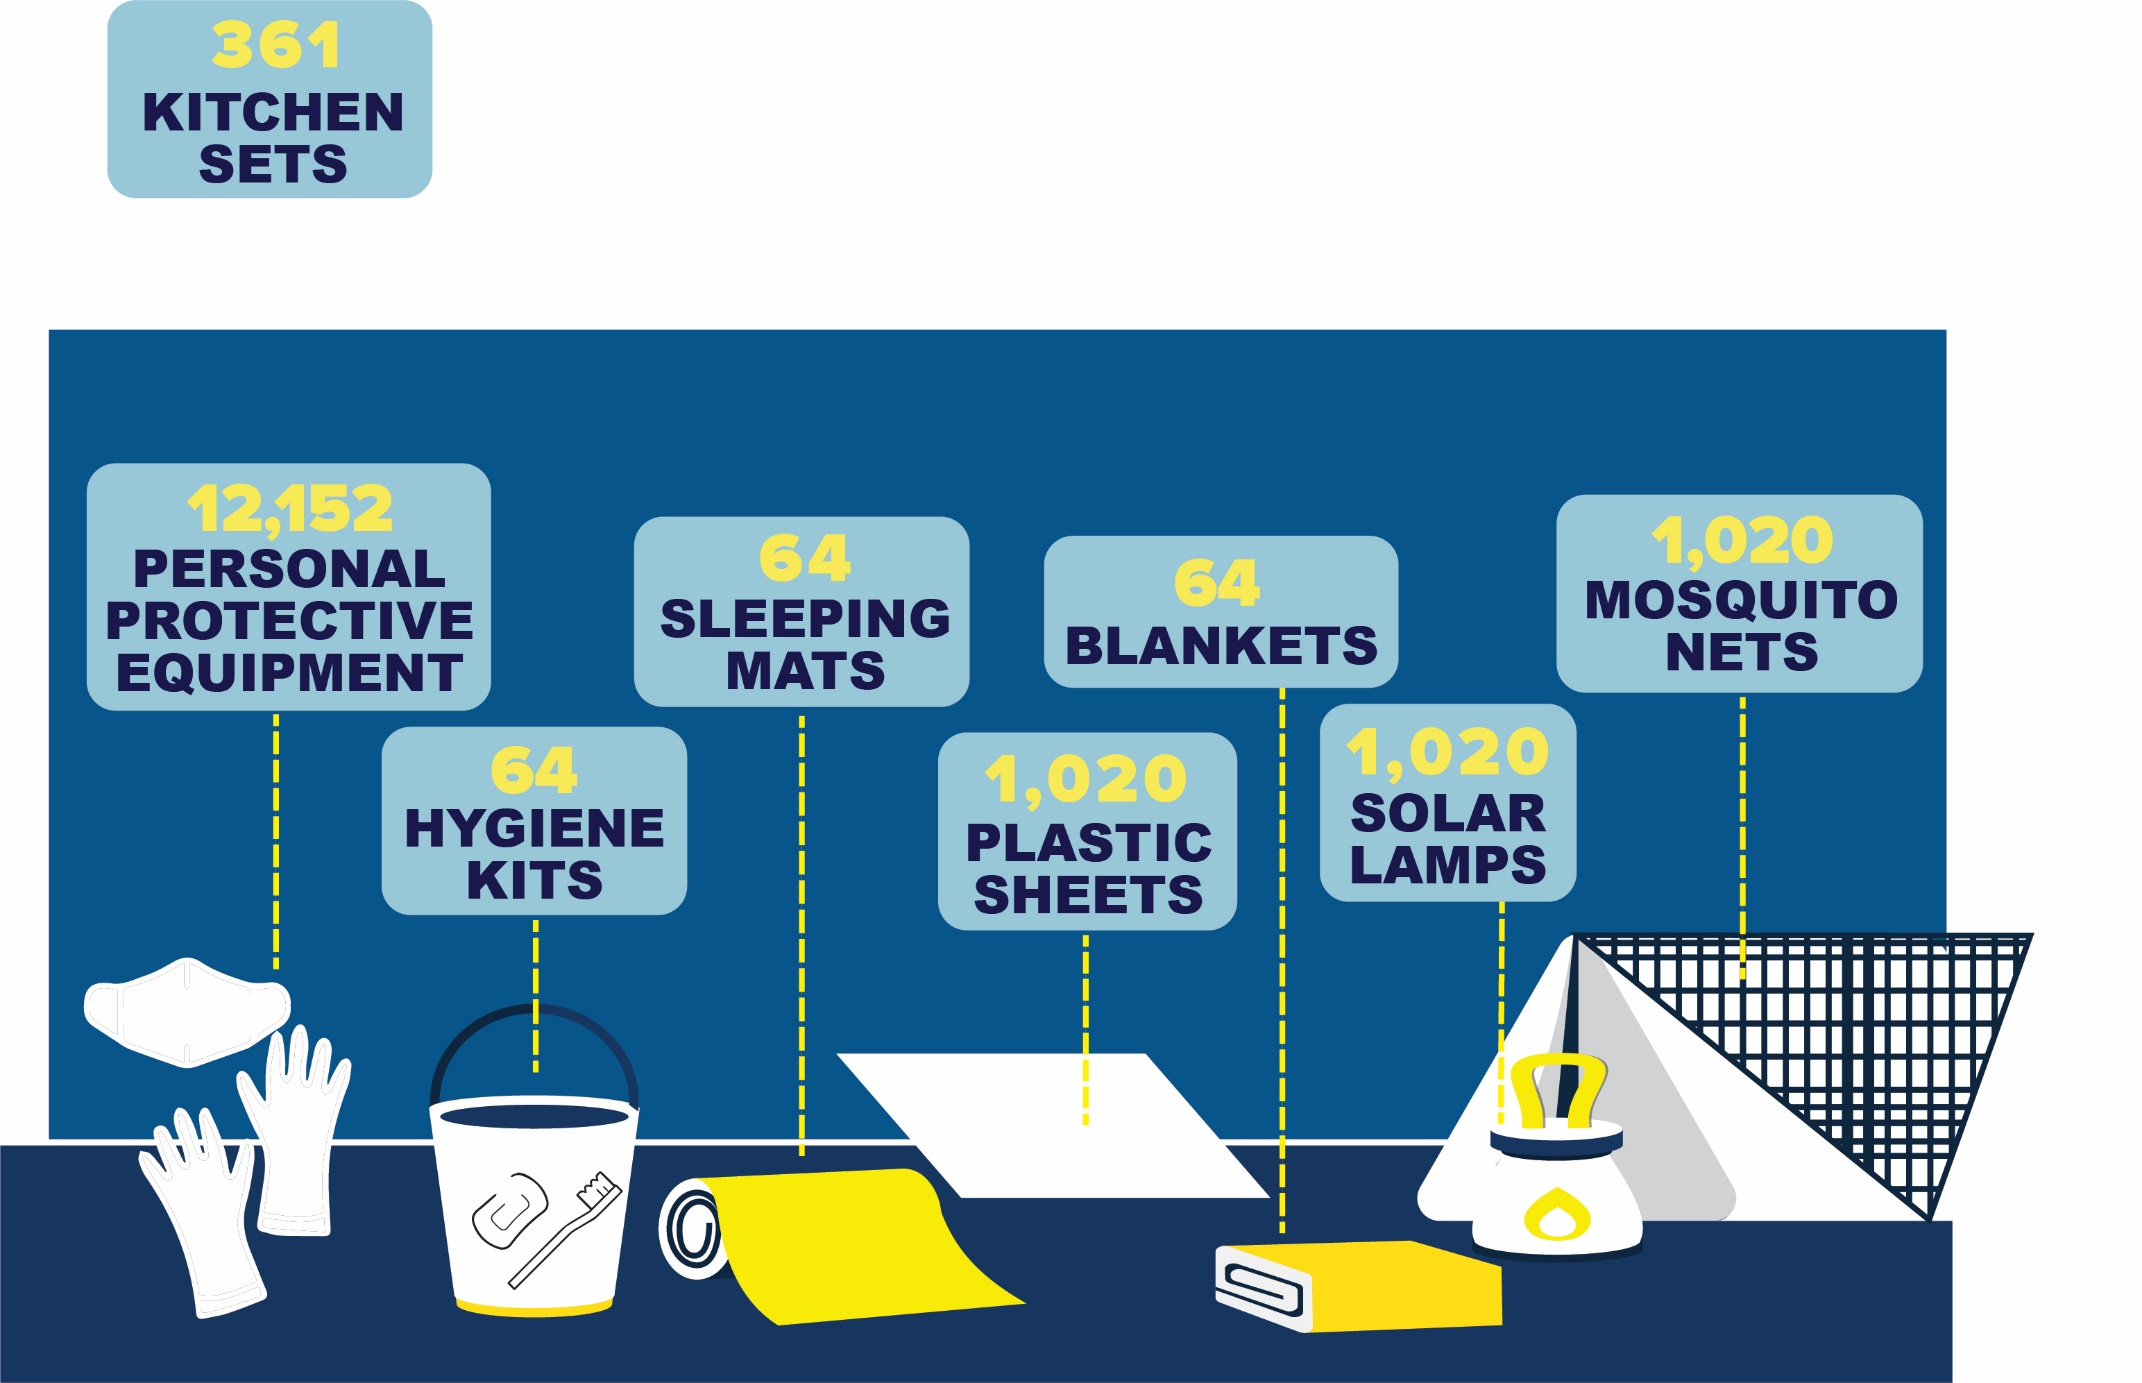 361
KITCHEN
SETS
12,152
PERSONAL
PROTECTIVE
EQUIPMENT
64
HYGIENE
KITS
64
SLEEPING
MATS
1,020
PLASTIC
SHEETS
64
BLANKETS
1,020
SOLAR
LAMPS
1,020
MOSQUITO
NETS